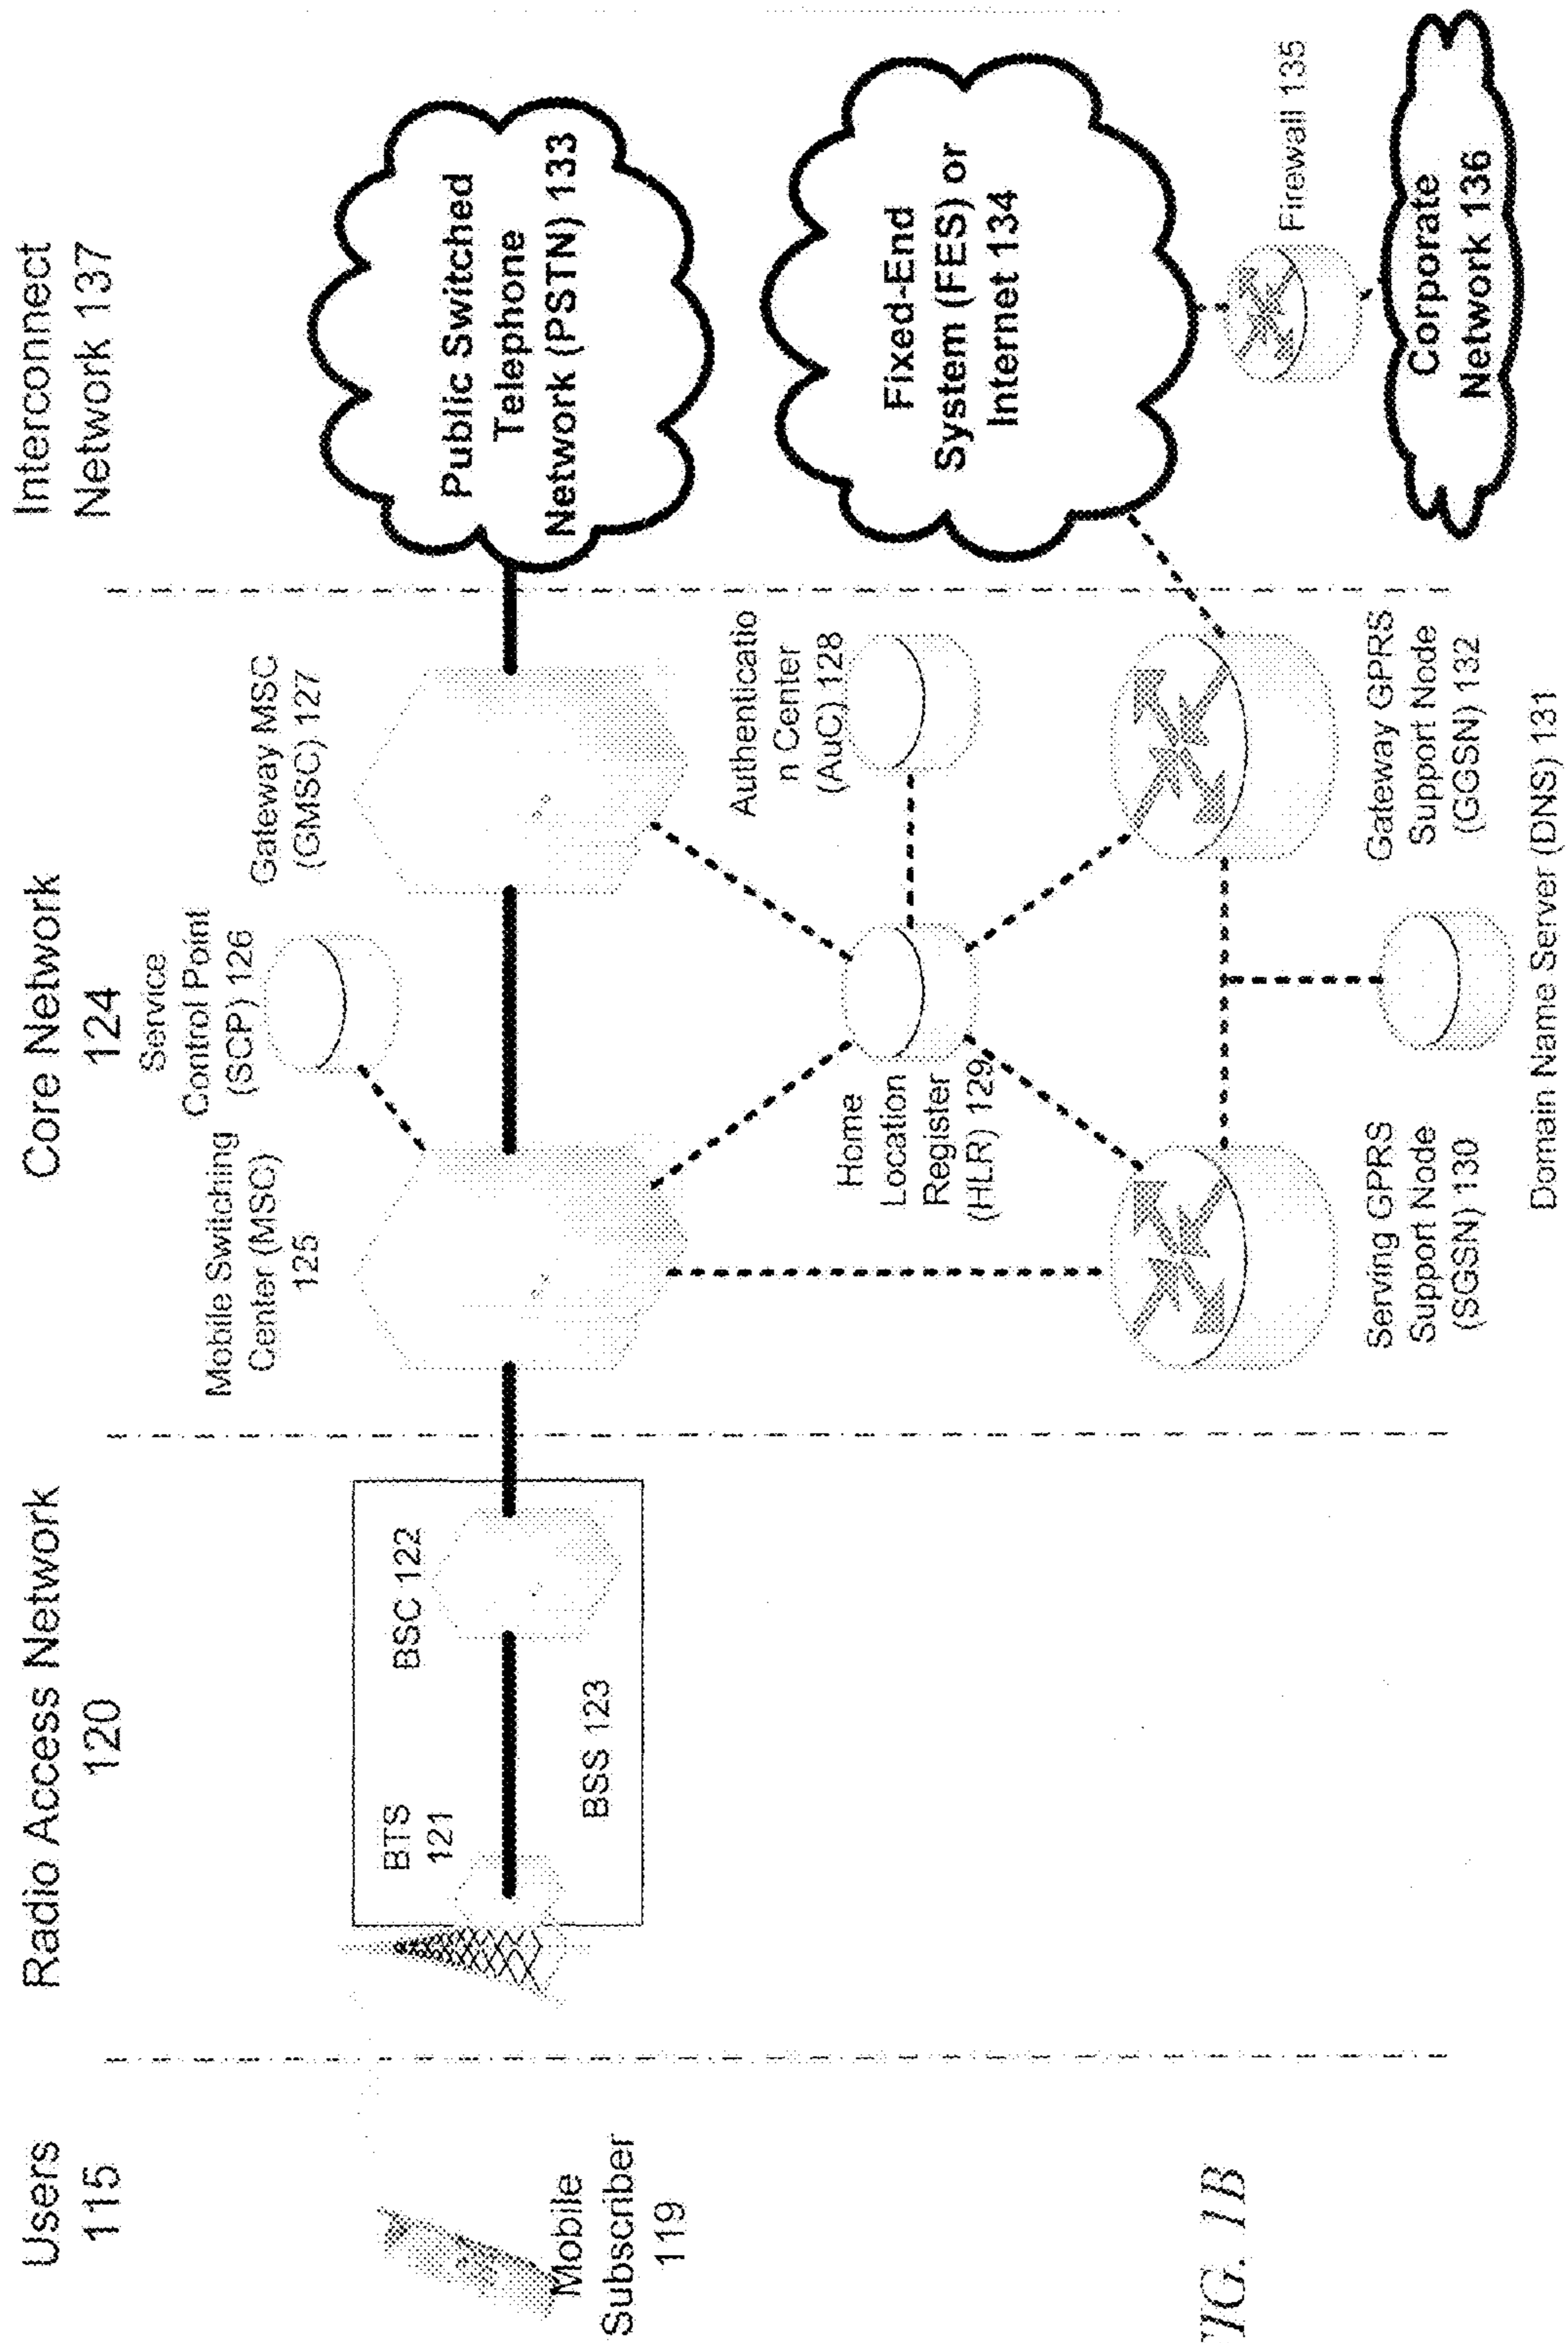 Users
115
Radio Access Network
120
Core Network
124
Interconnect
Network 137
Mobile
Subscriber
119
BTS
121
BSC 122
BSS 123
Mobile Switching
Center (MSC)
125
Service
Control Point
(SCP) 126
Gateway MSC
(GMSC) 127
Public Switched
Telephone
Network (PSTN) 133
Home
Location
Register
(HLR) 129
Authenticatio
n Center
(AuC) 128
Fixed-End
System (FES) or
Internet 134
Firewall 135
Corporate
Network 136
Serving GPRS
Support Node
(SGSN) 130
Gateway GPRS
Support Node
(GGSN) 132
Domain Name Server (DNS) 131
IG. 1B